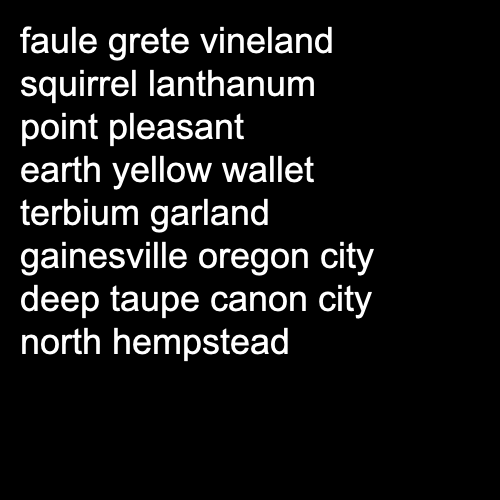 faule grete vineland
squirrel lanthanum
point pleasant
earth yellow wallet
terbium garland
gainesville oregon city
deep taupe canon city
north hempstead